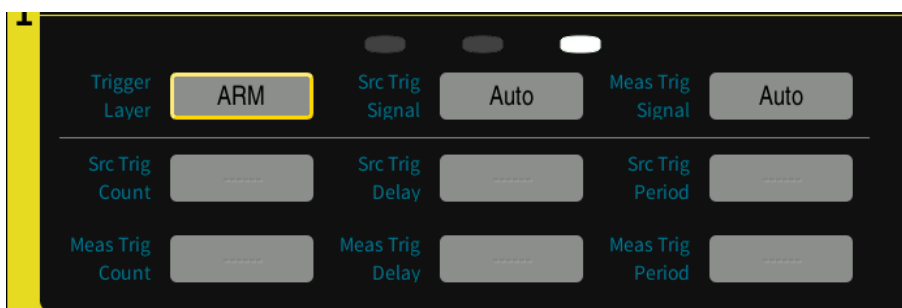 1
Trigger Layer ARM Src Trig Signal Auto Meas Trig Signal Auto
Src Trig Count ------ Src Trig Delay ------ Src Trig Period ------
Meas Trig Count ------ Meas Trig Delay ------ Meas Trig Period ------